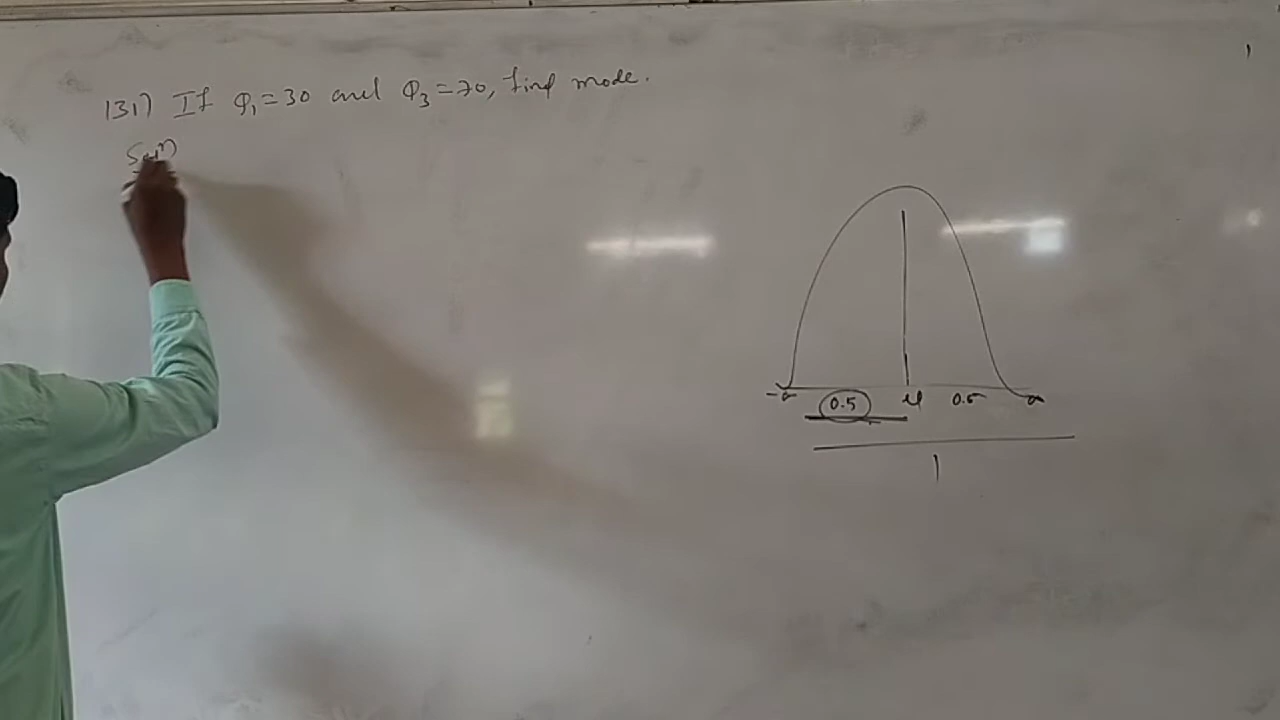 131) If Q₁=30 and Q₃=70, find mode.
Solⁿ
-∞ 0.5 μ 0.5 ∞
1